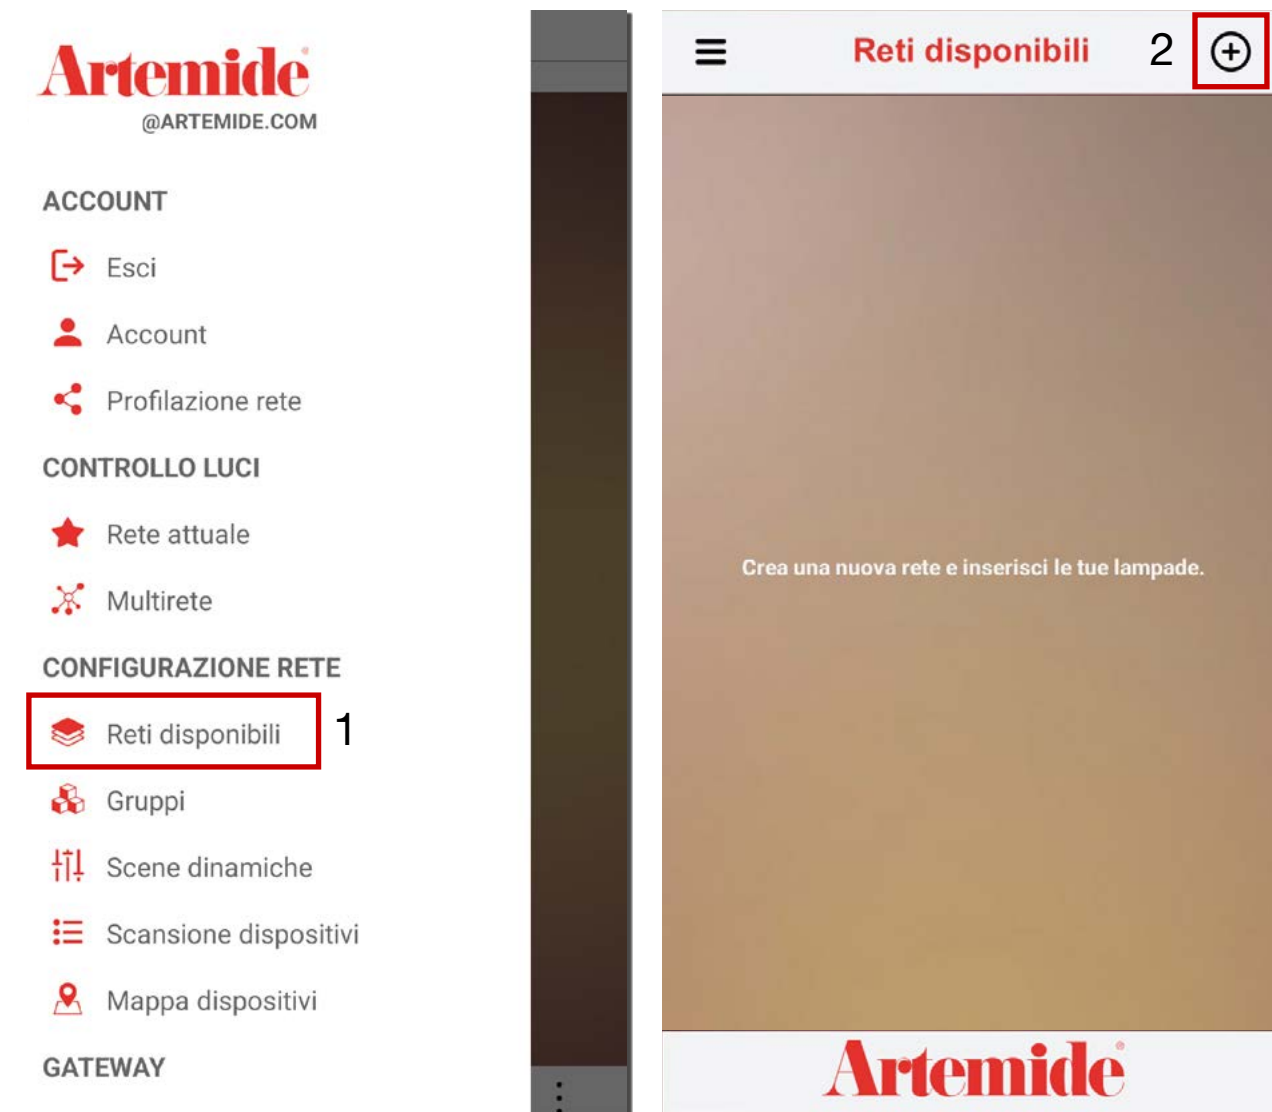 Artemide
@ARTEMIDE.COM
ACCOUNT
Esci
Account
Profilazione rete
CONTROLLO LUCI
Rete attuale
Multirete
CONFIGURAZIONE RETE
Reti disponibili 1
Gruppi
Scene dinamiche
Scansione dispositivi
Mappa dispositivi
GATEWAY
Reti disponibili 2
Crea una nuova rete e inserisci le tue lampade.
Artemide